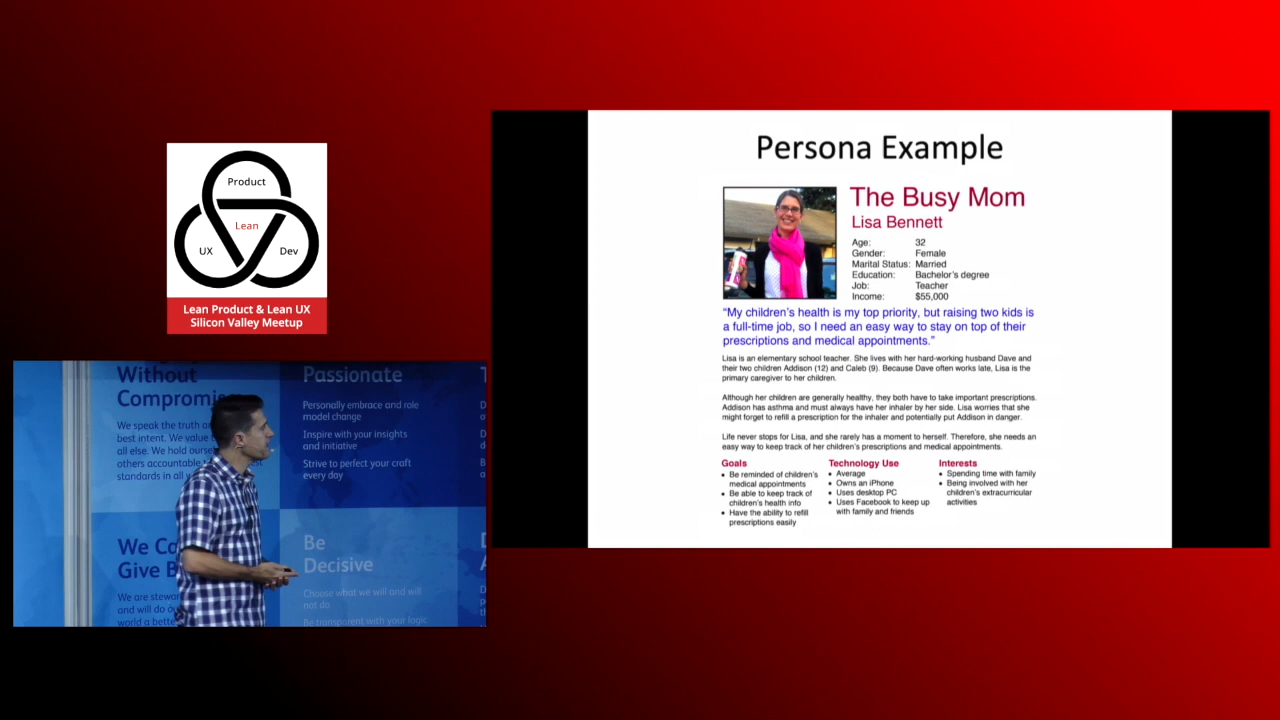 Product
Lean
UX
Dev
Lean Product & Lean UX
Silicon Valley Meetup
Without
Compromis
We speak the truth
best intent. We value
all else. We hold ourse
others accountable
standards in all
Passionate
Personally embrace and role
model change
Inspire with your insights
and initiative
Strive to perfect your craft
every day
We
Give
We are
and will do
world a bette
Be
Decisive
Choose what we will and will
not do
Be transparent with your logic
Persona Example
The Busy Mom
Lisa Bennett
Age: 32
Gender: Female
Marital Status: Married
Education: Bachelor's degree
Job: Teacher
Income: $55,000
“My children's health is my top priority, but raising two kids is
a full-time job, so I need an easy way to stay on top of their
prescriptions and medical appointments.”
Lisa is an elementary school teacher. She lives with her hard-working husband Dave and
their two children Addison (12) and Caleb (9). Because Dave often works late, Lisa is the
primary caregiver to her children.
Although her children are generally healthy, they both have to take important prescriptions.
Addison has asthma and must always have her inhaler by her side. Lisa worries that she
might forget to refill a prescription for the inhaler and potentially put Addison in danger.
Life never stops for Lisa, and she rarely has a moment to herself. Therefore, she needs an
easy way to keep track of her children's prescriptions and medical appointments.
Goals
• Be reminded of children's
medical appointments
• Be able to keep track of
children's health info
• Have the ability to refill
prescriptions easily
Technology Use
• Average
• Owns an iPhone
• Uses desktop PC
• Uses Facebook to keep up
with family and friends
Interests
• Spending time with family
• Being involved with her
children's extracurricular
activities